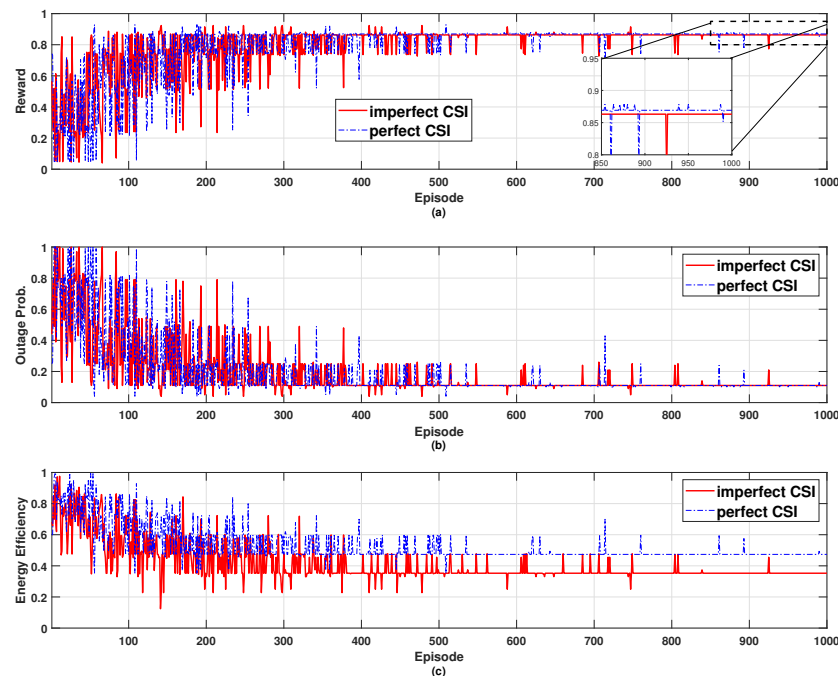 1
0.8
0.6
0.4
0.2
0
Reward
imperfect CSI
perfect CSI
0.95
0.9
0.85
0.8
850 900 950 1000
100 200 300 400 500 600 700 800 900 1000
Episode
(a)
1
0.8
0.6
0.4
0.2
0
Outage Prob.
imperfect CSI
perfect CSI
100 200 300 400 500 600 700 800 900 1000
Episode
(b)
1
0.8
0.6
0.4
0.2
0
Energy Efficiency
imperfect CSI
perfect CSI
100 200 300 400 500 600 700 800 900 1000
Episode
(c)